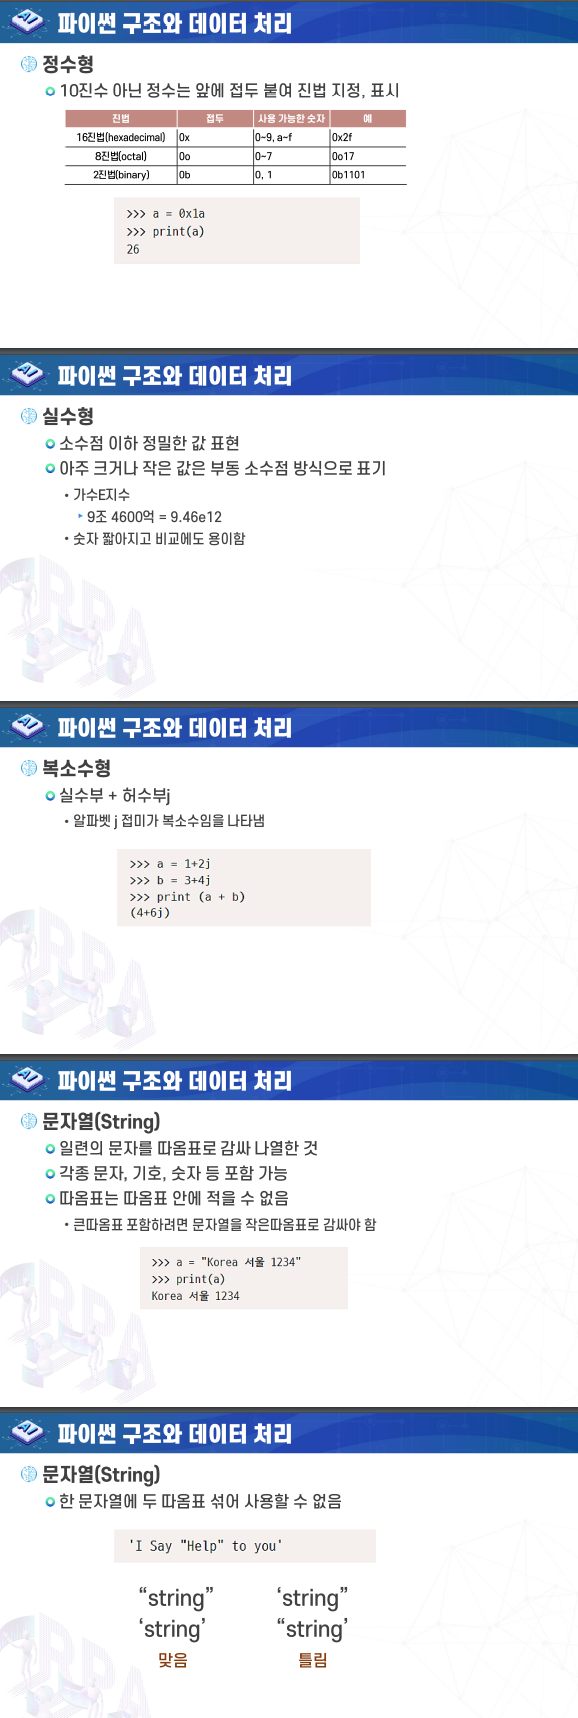 파이썬 구조와 데이터 처리
정수형
10진수 아닌 정수는 앞에 접두 붙여 진법 지정, 표시
진법 접두 사용 가능한 숫자 예
16진법(hexadecimal) 0x 0~9, a~f 0x2f
8진법(octal) 0o 0~7 0o17
2진법(binary) 0b 0, 1 0b1101
>>> a = 0x1a
>>> print(a)
26
파이썬 구조와 데이터 처리
실수형
소수점 이하 정밀한 값 표현
아주 크거나 작은 값은 부동 소수점 방식으로 표기
• 가수E지수
9조 4600억 = 9.46e12
• 숫자 짧아지고 비교에도 용이함
파이썬 구조와 데이터 처리
복소수형
실수부 + 허수부j
• 알파벳 j 접미가 복소수임을 나타냄
>>> a = 1+2j
>>> b = 3+4j
>>> print (a + b)
(4+6j)
파이썬 구조와 데이터 처리
문자열(String)
일련의 문자를 따옴표로 감싸 나열한 것
각종 문자, 기호, 숫자 등 포함 가능
따옴표는 따옴표 안에 적을 수 없음
• 큰따옴표 포함하려면 문자열을 작은따옴표로 감싸야 함
>>> a = "Korea 서울 1234"
>>> print(a)
Korea 서울 1234
파이썬 구조와 데이터 처리
문자열(String)
한 문자열에 두 따옴표 섞어 사용할 수 없음
'I Say "Help" to you'
“string” ‘string”
‘string’ “string’
맞음 틀림